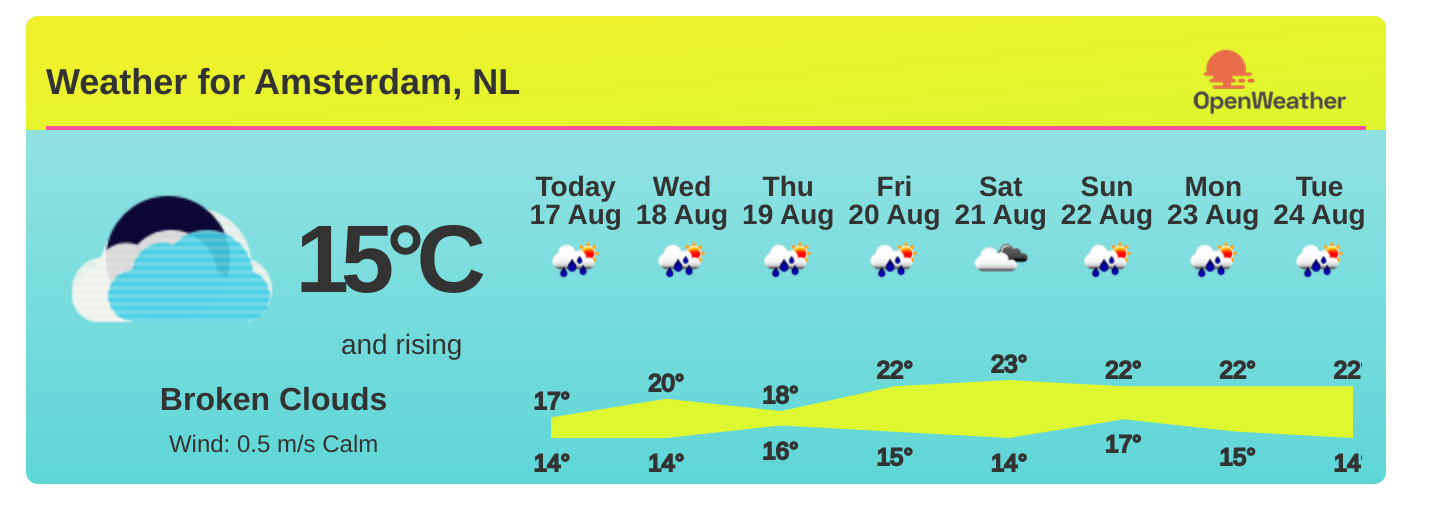 Weather for Amsterdam, NL
OpenWeather
Today Wed Thu Fri Sat Sun Mon Tue
17 Aug 18 Aug 19 Aug 20 Aug 21 Aug 22 Aug 23 Aug 24 Aug
15°C
and rising
Broken Clouds
Wind: 0.5 m/s Calm
17° 20° 18° 22° 23° 22° 22° 22°
14° 14° 16° 15° 14° 17° 15° 14°